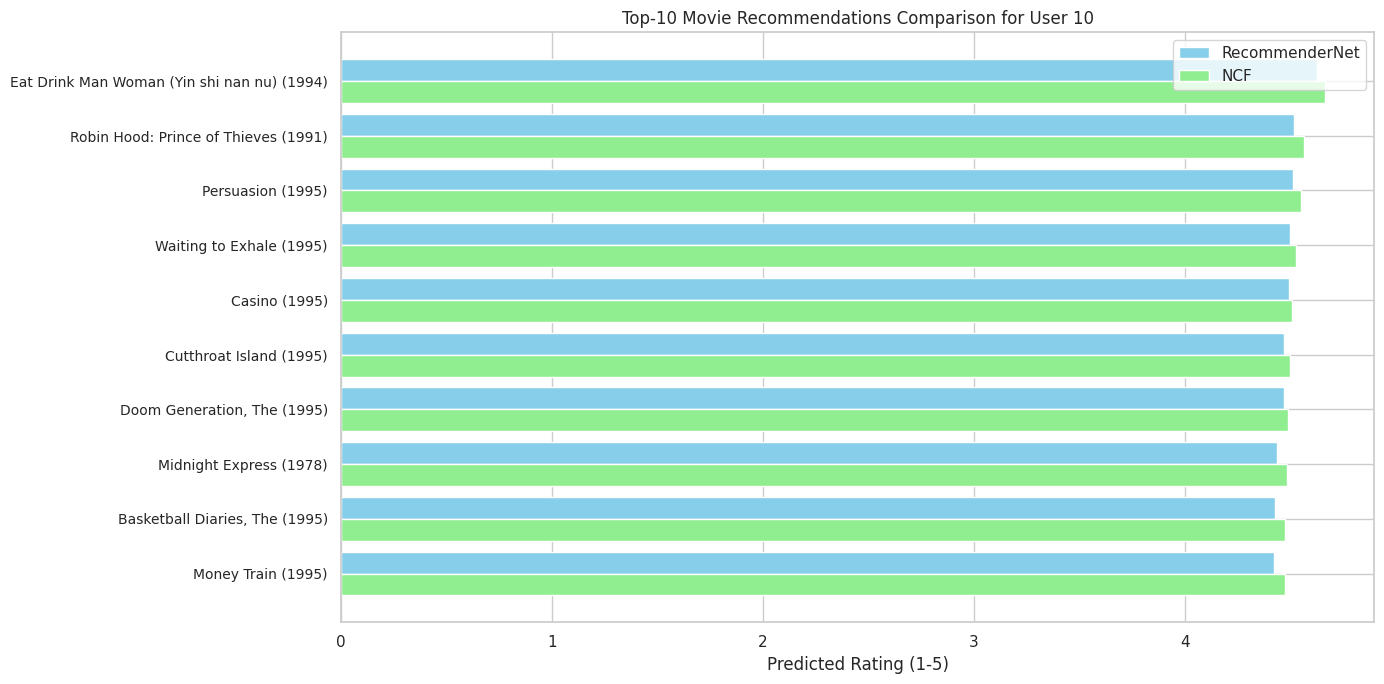 Top-10 Movie Recommendations Comparison for User 10
RecommenderNet
NCF
Eat Drink Man Woman (Yin shi nan nu) (1994)
Robin Hood: Prince of Thieves (1991)
Persuasion (1995)
Waiting to Exhale (1995)
Casino (1995)
Cutthroat Island (1995)
Doom Generation, The (1995)
Midnight Express (1978)
Basketball Diaries, The (1995)
Money Train (1995)
0 1 2 3 4
Predicted Rating (1-5)